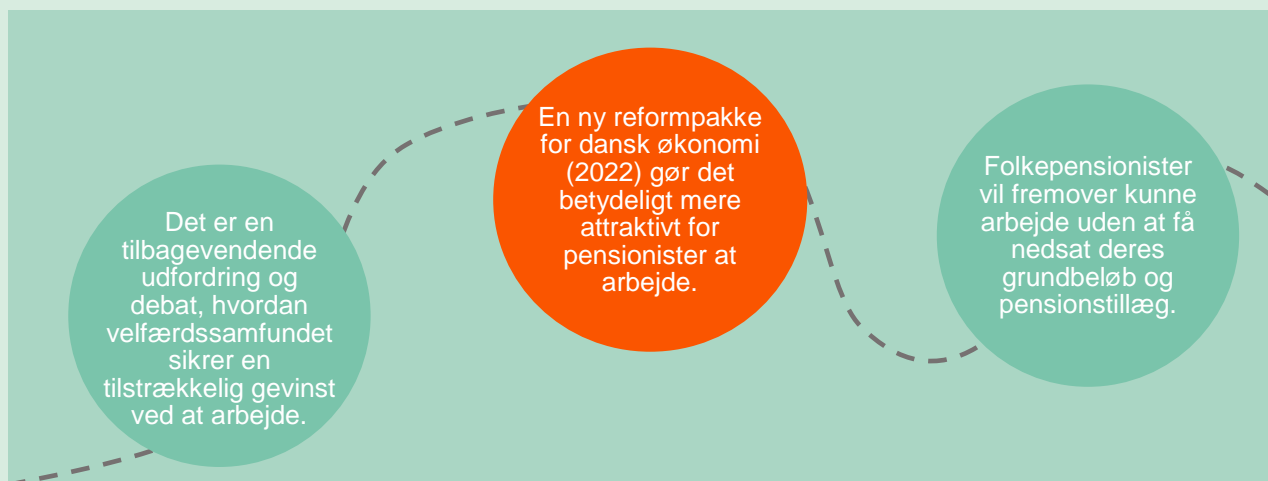 Det er en
tilbagevendende
udfordring og
debat, hvordan
velfærdssamfundet
sikrer en
tilstrækkelig gevinst
ved at arbejde.
En ny reformpakke
for dansk økonomi
(2022) gør det
betydeligt mere
attraktivt for
pensionister at
arbejde.
Folkepensionister
vil fremover kunne
arbejde uden at få
nedsat deres
grundbeløb og
pensionstillæg.